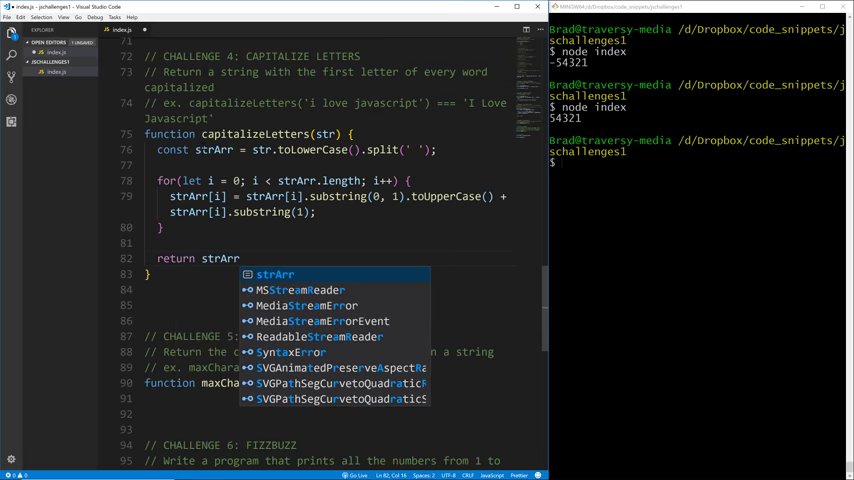 index.js - Visual Studio Code
File Edit Selection View Go Debug Tasks Help
EXPLORER
OPEN EDITORS 1 UNSAVED
index.js
JSCHALLENGES1
index.js
index.js
71
72 // CHALLENGE 4: CAPITALIZE LETTERS
73 // Return a string with the first letter of every word
capitalized
74 // ex. capitalizeLetters('i love javascript') === 'I Love
Javascript'
75 function capitalizeLetters(str) {
76 const strArr = str.toLowerCase().split(' ');
77
78 for(let i = 0; i < strArr.length; i++) {
79 strArr[i] = strArr[i].substring(0, 1).toUpperCase() +
strArr[i].substring(1);
80 }
81
82 return strArr
strArr
83 }
MSStreamReader
84
MediaStreamError
85
MediaStreamErrorEvent
86
ReadableStreamReader
87 // CHALLENGE 5:
SyntaxError
88 // Return the c n a string
SVGAnimatedPreserveAspectRa
89 // ex. maxChara
SVGPathSegCurvetoQuadraticR
90 function maxCha
SVGPathSegCurvetoQuadraticS
91
92
93
94 // CHALLENGE 6: FIZZBUZZ
95 // Write a program that prints all the numbers from 1 to
0 0 Go Live Ln 82, Col 16 Spaces: 2 UTF-8 CRLF JavaScript Prettier
MINGW64:/d/Dropbox/code_snippets/jschallenges1
Brad@traversy-media /d/Dropbox/code_snippets/j
schallenges1
$ node index
-54321
Brad@traversy-media /d/Dropbox/code_snippets/j
schallenges1
$ node index
54321
Brad@traversy-media /d/Dropbox/code_snippets/j
schallenges1
$